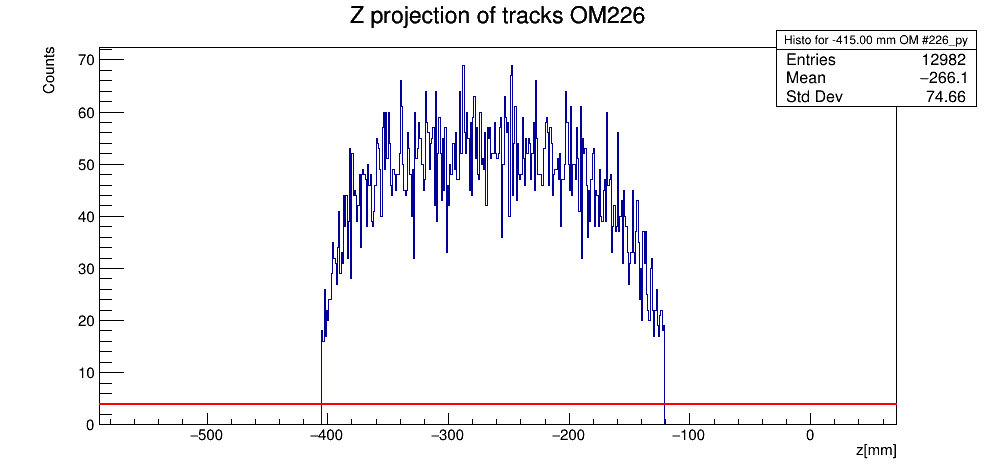 Z projection of tracks OM226
Histo for -415.00 mm OM #226_py
Entries 12982
Mean −266.1
Std Dev 74.66
Counts
70
60
50
40
30
20
10
0
−500 −400 −300 −200 −100 0
z[mm]